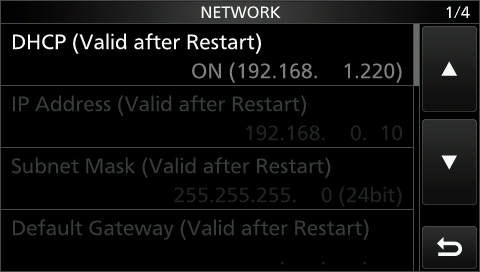 NETWORK 1/4
DHCP (Valid after Restart)
ON (192.168. 1.220)
IP Address (Valid after Restart)
192.168. 0. 10
Subnet Mask (Valid after Restart)
255.255.255. 0 (24bit)
Default Gateway (Valid after Restart)